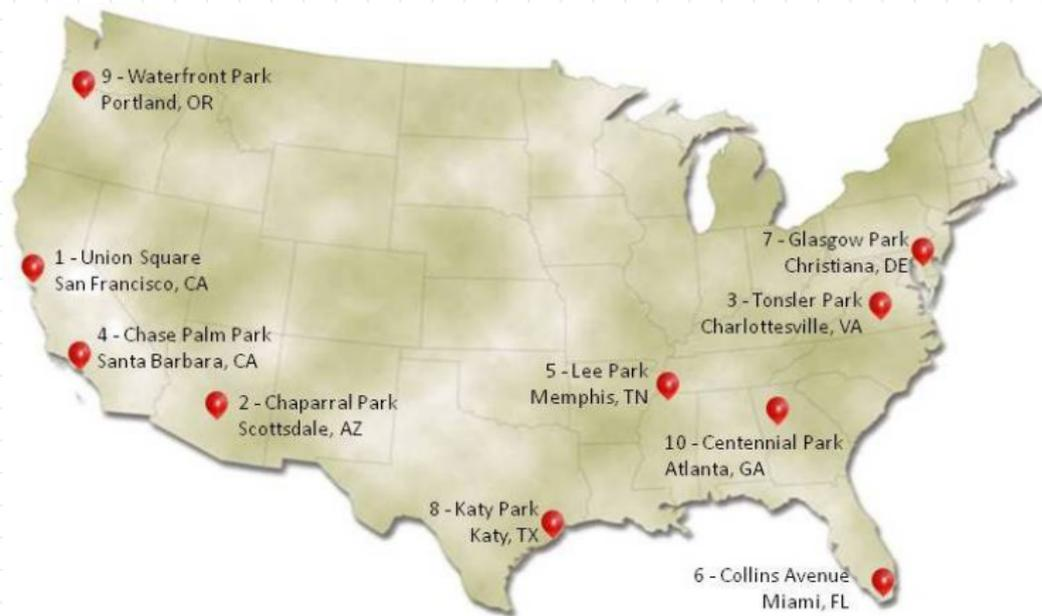 9 - Waterfront Park
Portland, OR
1 - Union Square
San Francisco, CA
7 - Glasgow Park
Christiana, DE
3 - Tonsler Park
Charlottesville, VA
4 - Chase Palm Park
Santa Barbara, CA
5 - Lee Park
Memphis, TN
2 - Chaparral Park
Scottsdale, AZ
10 - Centennial Park
Atlanta, GA
8 - Katy Park
Katy, TX
6 - Collins Avenue
Miami, FL